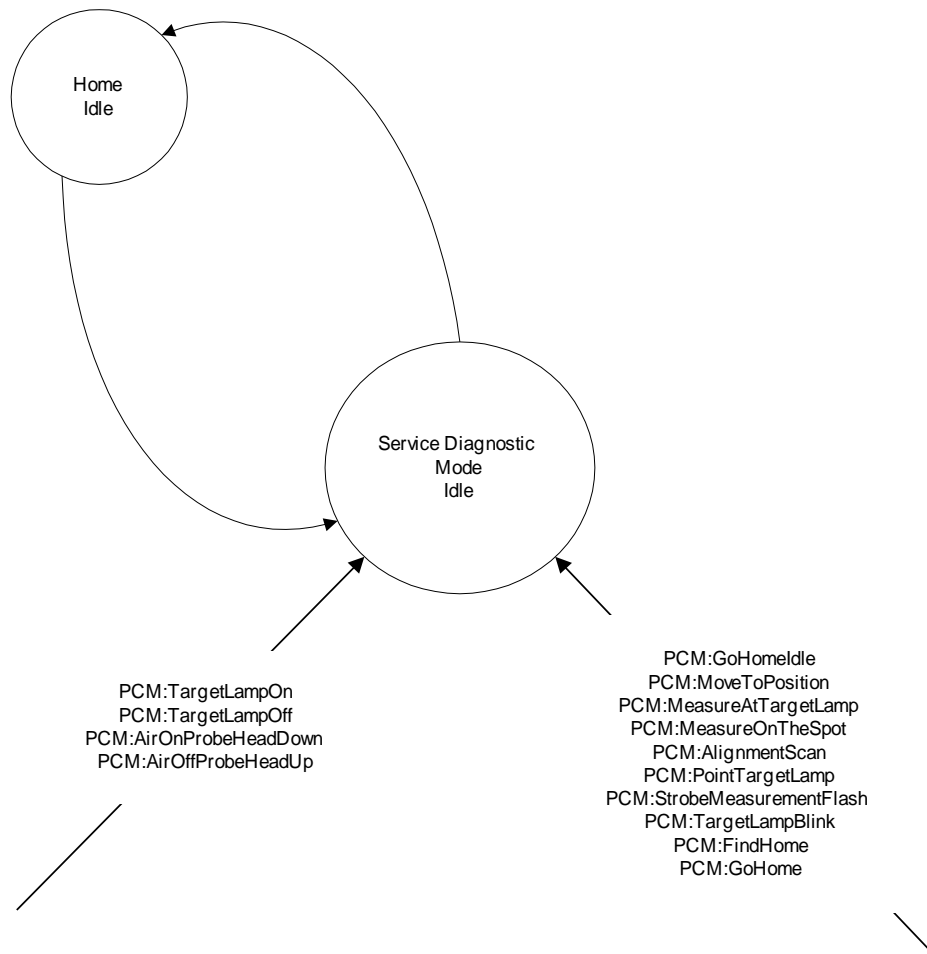 Home
Idle
Service Diagnostic
Mode
Idle
PCM:TargetLampOn
PCM:TargetLampOff
PCM:AirOnProbeHeadDown
PCM:AirOffProbeHeadUp
PCM:GoHomeIdle
PCM:MoveToPosition
PCM:MeasureAtTargetLamp
PCM:MeasureOnTheSpot
PCM:AlignmentScan
PCM:PointTargetLamp
PCM:StrobeMeasurementFlash
PCM:TargetLampBlink
PCM:FindHome
PCM:GoHome